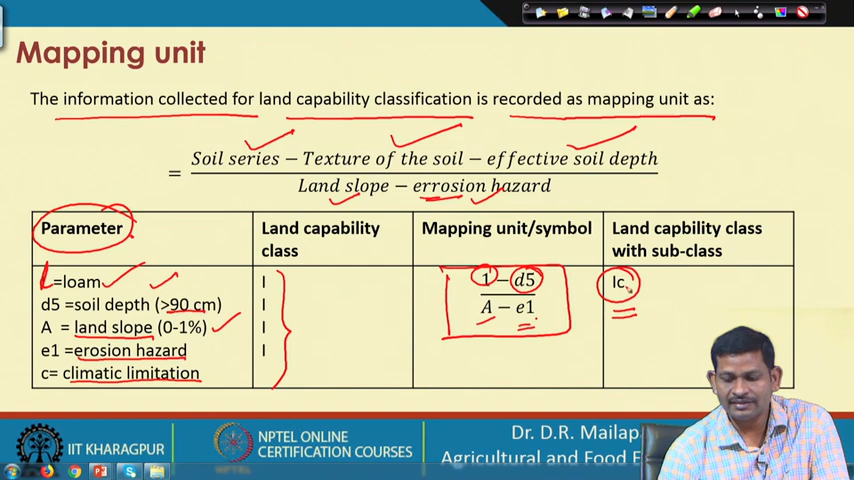 Mapping unit
The information collected for land capability classification is recorded as mapping unit as:
= Soil series − Texture of the soil − effective soil depth
Land slope − errosion hazard
Parameter
Land capability
class
Mapping unit/symbol
Land capbility class
with sub-class
L=loam
d5 =soil depth (>90 cm)
A = land slope (0-1%)
e1 =erosion hazard
c= climatic limitation
I
I
I
I
1 − d5
A − e1
Ic
IIT KHARAGPUR
NPTEL ONLINE
CERTIFICATION COURSES
Dr. D.R. Mailapa
Agricultural and Food E